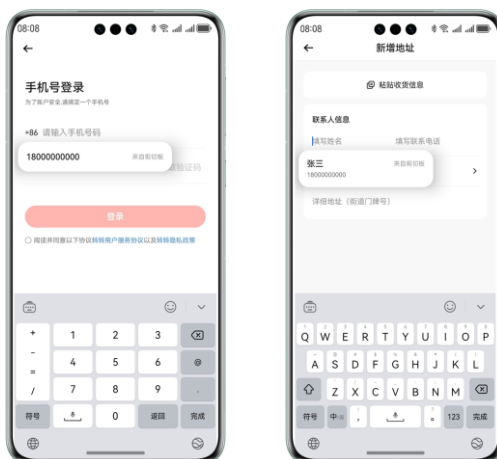 08:08
手机号登录
为了账户安全,请绑定一个手机号
+86 请输入手机号码
18000000000
来自剪切板
取验证码
登录
阅读并同意以下协议转转用户服务协议以及转转隐私政策
+ 1 2 3
- 4 5 6 @
=
/ 7 8 9 .
符号 0 返回 完成
08:08
新增地址
粘贴收货信息
联系人信息
填写姓名 填写联系电话
张三
来自剪切板
18000000000
详细地址（街道门牌号）
Q W E R T Y U I O P
A S D F G H J K L
Z X C V B N M
符号 中 , 。 123 完成